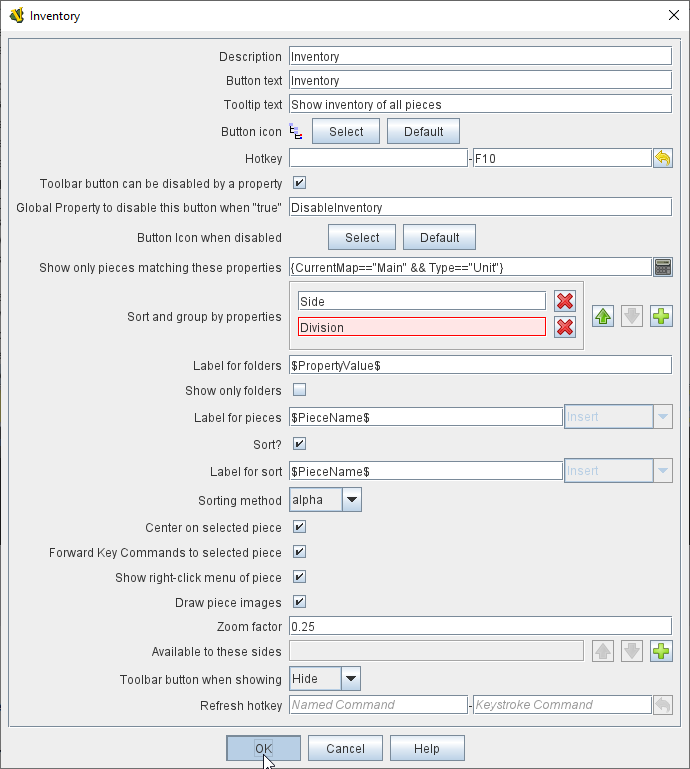 Inventory
Description Inventory
Button text Inventory
Tooltip text Show inventory of all pieces
Button icon Select Default
Hotkey - F10
Toolbar button can be disabled by a property
Global Property to disable this button when "true" DisableInventory
Button Icon when disabled Select Default
Show only pieces matching these properties {CurrentMap=="Main" && Type=="Unit"}
Side
Sort and group by properties
Division
Label for folders $PropertyValue$
Show only folders
Label for pieces $PieceName$ Insert
Sort?
Label for sort $PieceName$ Insert
Sorting method alpha
Center on selected piece
Forward Key Commands to selected piece
Show right-click menu of piece
Draw piece images
Zoom factor 0.25
Available to these sides
Toolbar button when showing Hide
Refresh hotkey Named Command - Keystroke Command
OK Cancel Help